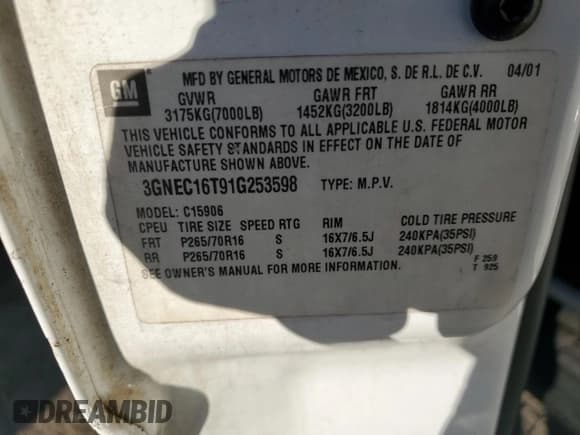 GM
MFD BY GENERAL MOTORS DE MEXICO, S. DE R.L. DE C.V. 04/01
GVWR GAWR FRT GAWR RR
3175KG(7000LB) 1452KG(3200LB) 1814KG(4000LB)
THIS VEHICLE CONFORMS TO ALL APPLICABLE U.S. FEDERAL MOTOR
VEHICLE SAFETY STANDARDS IN EFFECT ON THE DATE OF
MANUFACTURE SHOWN ABOVE.
3GNEC16T91G253598 TYPE: M.P.V.
MODEL: C15906
CPEU TIRE SIZE SPEED RTG RIM COLD TIRE PRESSURE
FRT P265/70R16 S 16X7/6.5J 240KPA(35PSI)
RR P265/70R16 S 16X7/6.5J 240KPA(35PSI)
SEE OWNER'S MANUAL FOR MORE INFORMATION.
F 259
T 925
DREAMBID